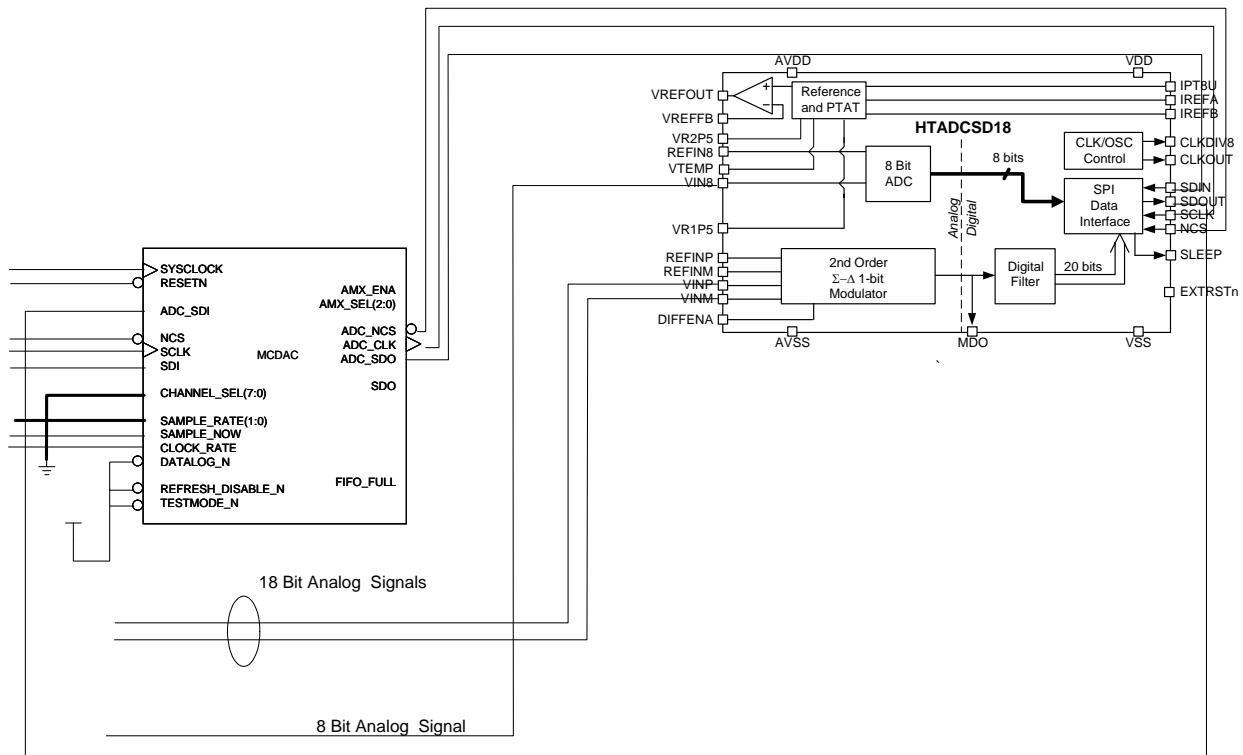 AVDD
VDD
VREFOUT
VREFFB
VR2P5
REFIN8
VTEMP
VIN8
VR1P5
REFINP
REFINM
VINP
VINM
DIFFENA
+
−
Reference
and PTAT
HTADCSD18
8 Bit
ADC
8 bits
Analog
Digital
CLK/OSC
Control
SPI
Data
Interface
2nd Order
Σ−Δ 1-bit
Modulator
Digital
Filter
20 bits
IPT8U
IREFA
IREFB
CLKDIV8
CLKOUT
SDIN
SDOUT
SCLK
NCS
SLEEP
EXTRSTn
AVSS
MDO
VSS
SYSCLOCK
RESETN
ADC_SDI
NCS
SCLK
SDI
CHANNEL_SEL(7:0)
SAMPLE_RATE(1:0)
SAMPLE_NOW
CLOCK_RATE
DATALOG_N
REFRESH_DISABLE_N
TESTMODE_N
MCDAC
AMX_ENA
AMX_SEL(2:0)
ADC_NCS
ADC_CLK
ADC_SDO
SDO
FIFO_FULL
18 Bit Analog Signals
8 Bit Analog Signal